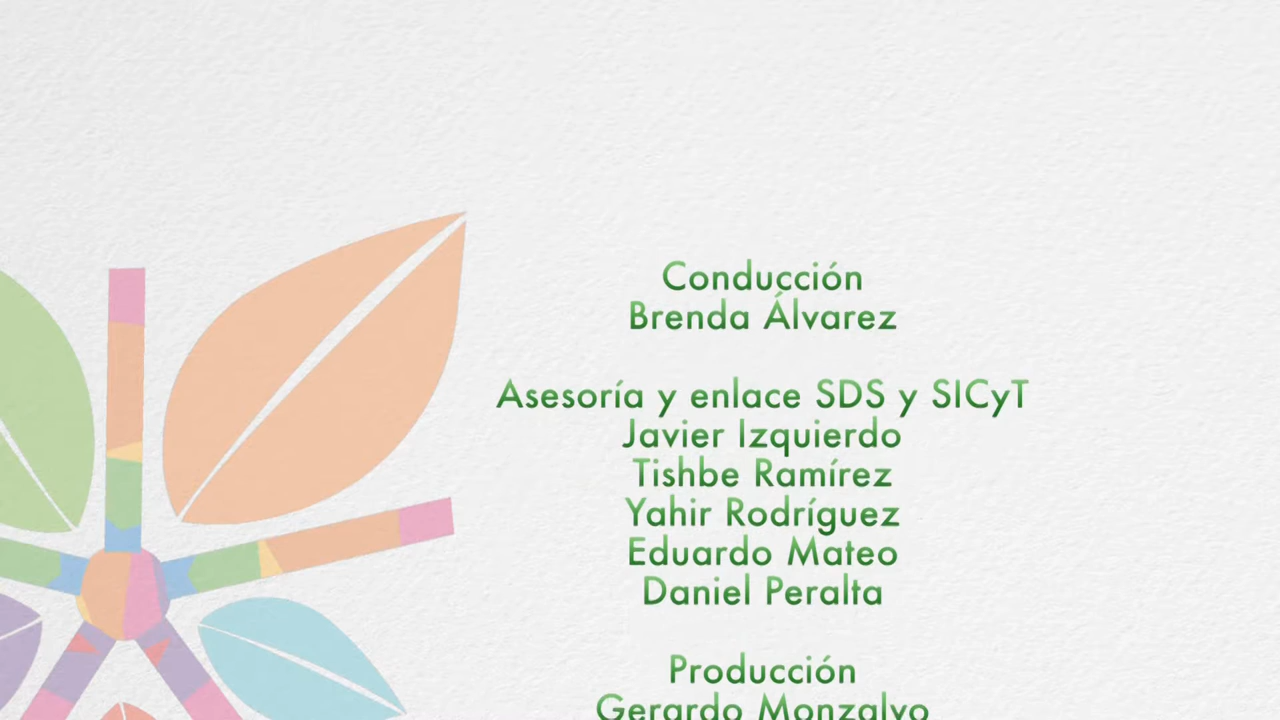 Conducción
Brenda Álvarez
Asesoría y enlace SDS y SICyT
Javier Izquierdo
Tishbe Ramírez
Yahir Rodríguez
Eduardo Mateo
Daniel Peralta
Producción
Gerardo Monzalvo